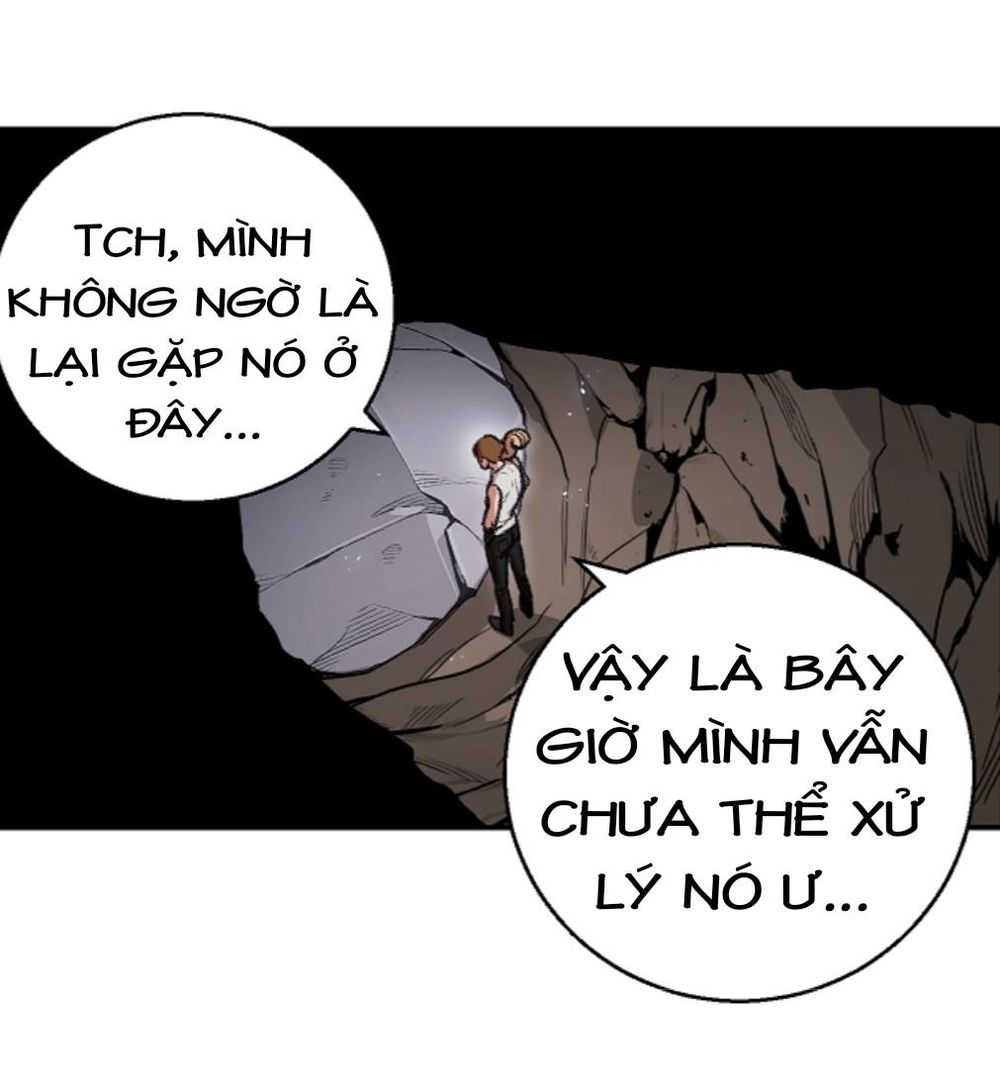 TCH, MÌNH
KHÔNG NGỜ LÀ
LẠI GẶP NÓ Ở
ĐÂY...
VẬY LÀ BÂY
GIỜ MÌNH VẪN
CHƯA THỂ XỬ
LÝ NÓ Ư...